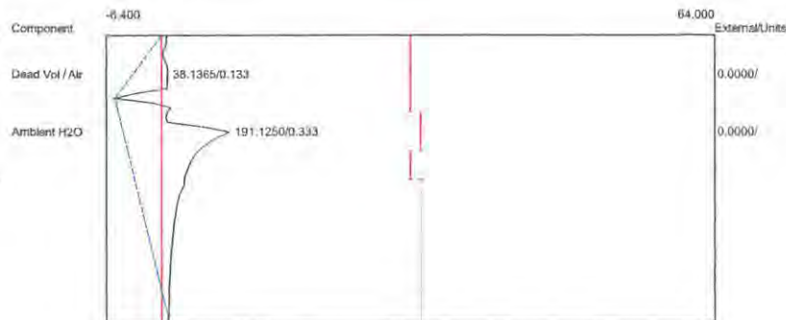 -6.400 64.000
Component External/Units
Dead Vol / Air 38.1365/0.133 0.0000/
Ambient H2O 191.1250/0.333 0.0000/